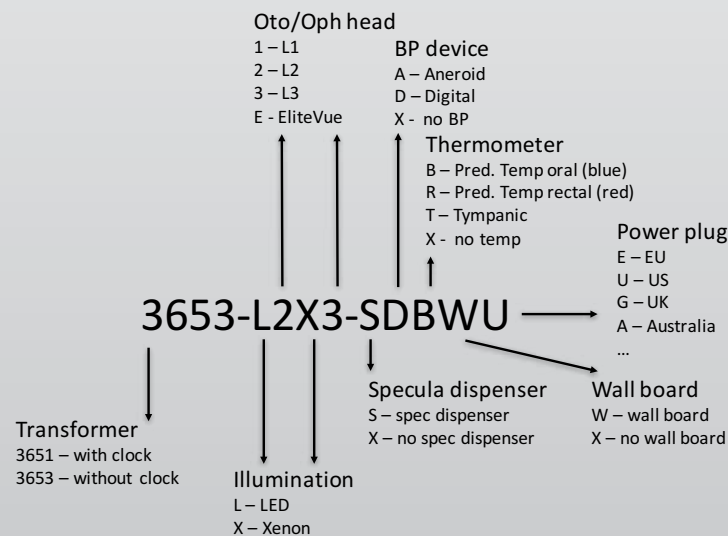 Oto/Oph head
1 – L1
2 – L2
3 – L3
E - EliteVue
BP device
A – Aneroid
D – Digital
X - no BP
Thermometer
B – Pred. Temp oral (blue)
R – Pred. Temp rectal (red)
T – Tympanic
X - no temp
Power plug
E – EU
U – US
G – UK
A – Australia
...
3653-L2X3-SDBWU
Transformer
3651 – with clock
3653 – without clock
Illumination
L – LED
X – Xenon
Specula dispenser
S – spec dispenser
X – no spec dispenser
Wall board
W – wall board
X – no wall board